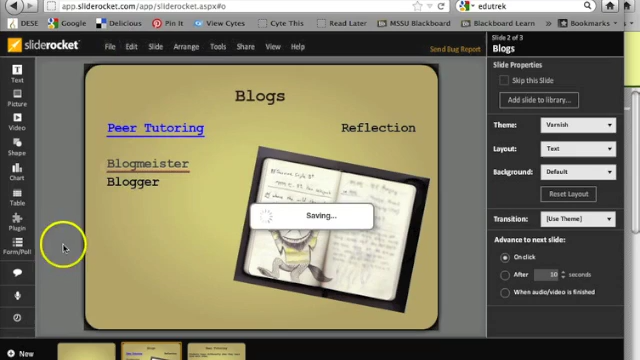 app.sliderocket.com/app/sliderocket.aspx#o
edutrek
DESE
Google
Delicious
Pin It
View Cytes
Cyte This
Read Later
MSSU Blackboard
Blackboard Learn
Bookmarks
sliderocket
File
Edit
Slide
Arrange
Tools
Share
View
Help
Send Bug Report
Slide 2 of 3
Blogs
Text
Picture
Video
Shape
Chart
Table
Plugin
Form/Poll
New
Blogs
Peer Tutoring
Reflection
Blogmeister
Blogger
Saving...
Slide Properties
Skip this Slide
Add slide to library...
Theme: Varnish
Layout: Text
Background: Default
Reset Layout
Transition: [Use Theme]
Advance to next slide:
On click
After 10 seconds
When audio/video is finished